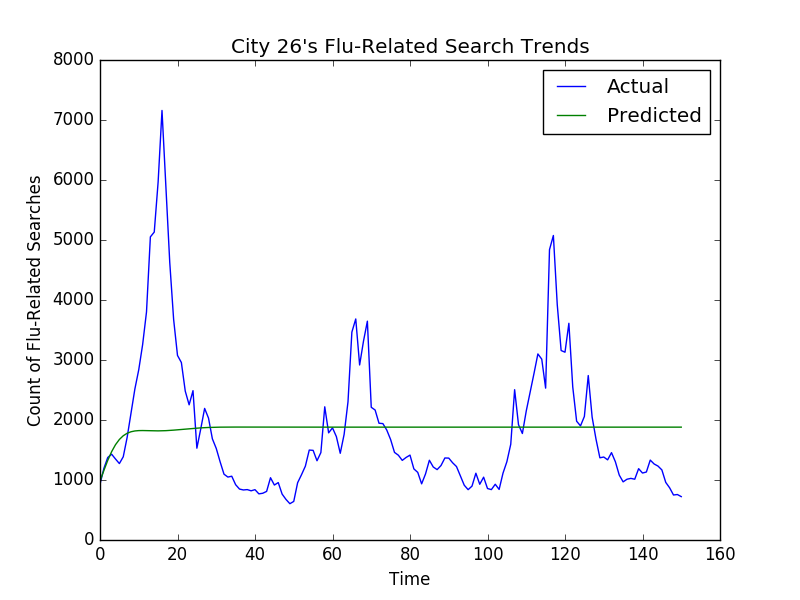 City 26's Flu-Related Search Trends
8000
7000
6000
5000
4000
3000
2000
1000
0
Count of Flu-Related Searches
Actual
Predicted
0 20 40 60 80 100 120 140 160
Time